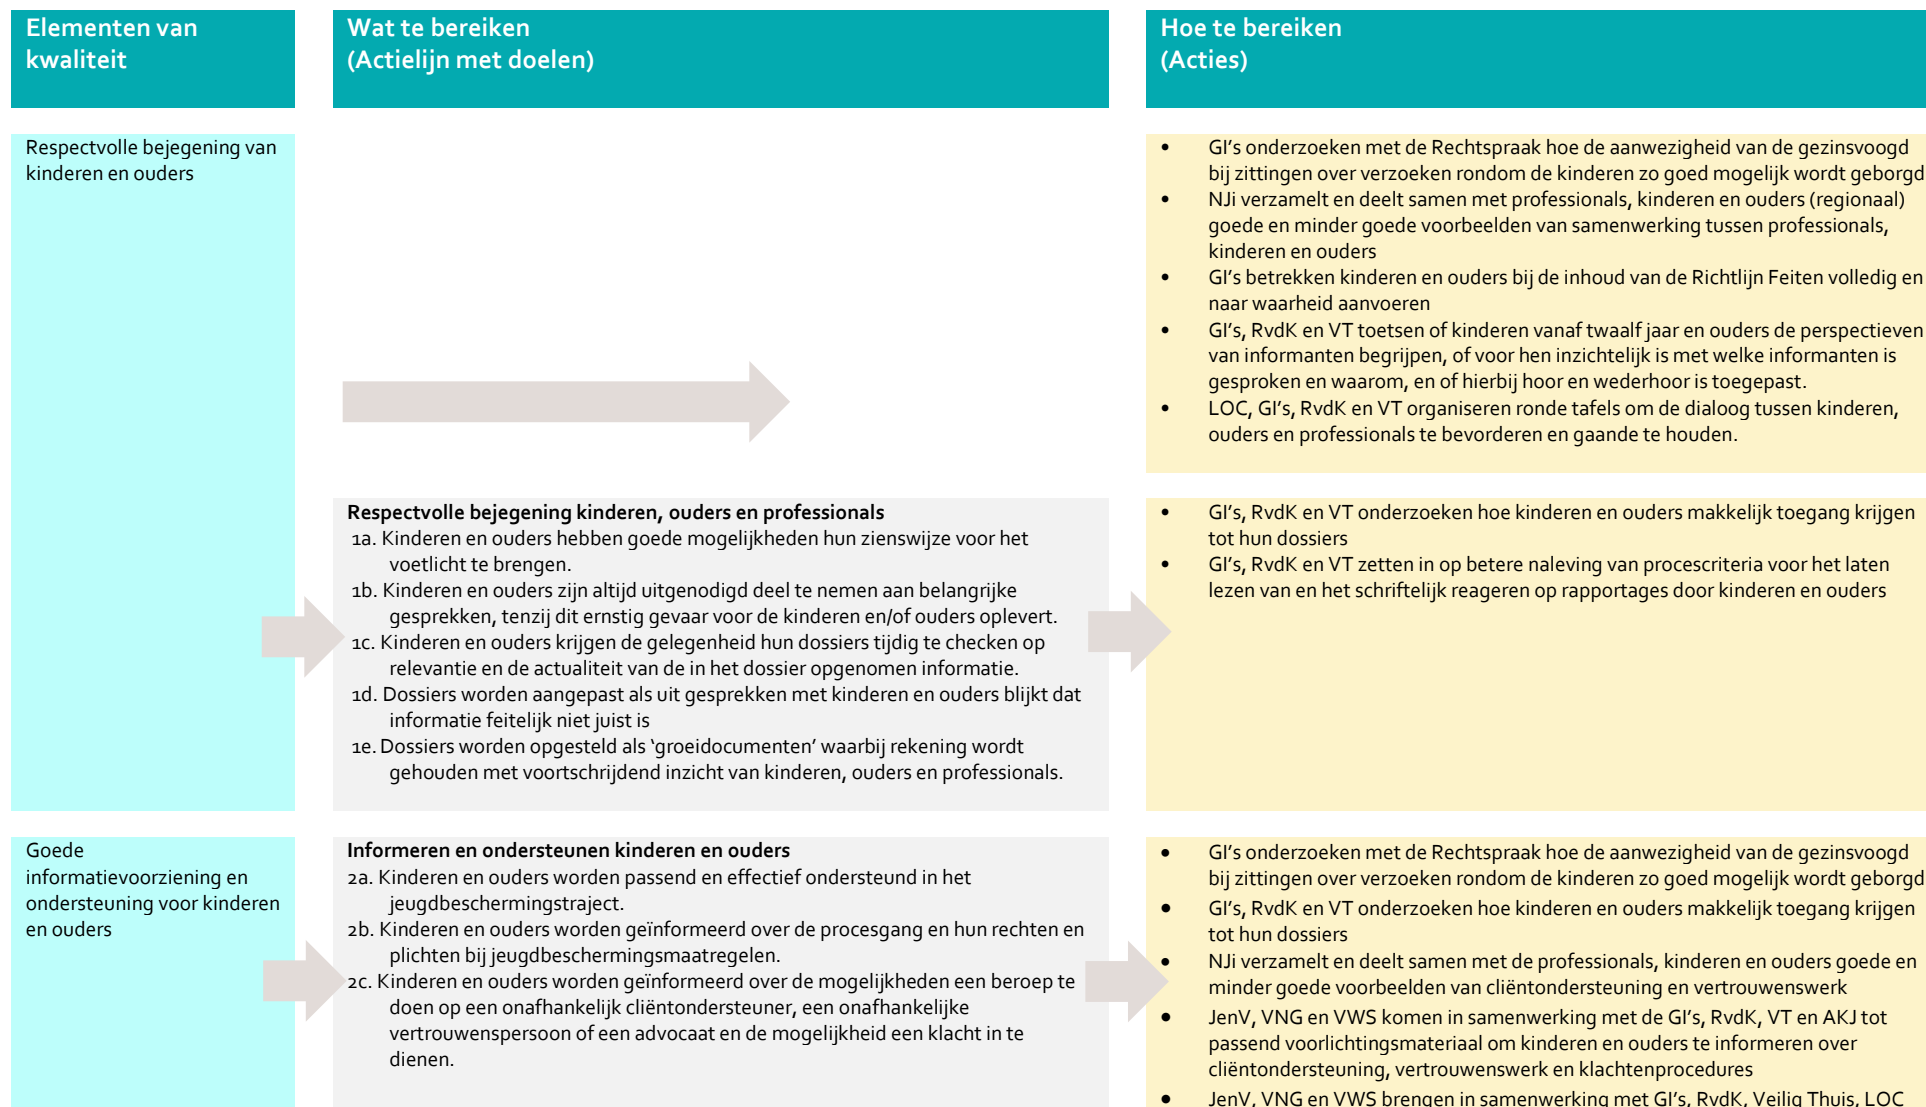 Elementen van
kwaliteit
Wat te bereiken
(Actielijn met doelen)
Hoe te bereiken
(Acties)
Respectvolle bejegening van
kinderen en ouders
• GI's onderzoeken met de Rechtspraak hoe de aanwezigheid van de gezinsvoogd
bij zittingen over verzoeken rondom de kinderen zo goed mogelijk wordt geborgd
• NJi verzamelt en deelt samen met professionals, kinderen en ouders (regionaal)
goede en minder goede voorbeelden van samenwerking tussen professionals,
kinderen en ouders
• GI's betrekken kinderen en ouders bij de inhoud van de Richtlijn Feiten volledig en
naar waarheid aanvoeren
• GI's, RvdK en VT toetsen of kinderen vanaf twaalf jaar en ouders de perspectieven
van informanten begrijpen, of voor hen inzichtelijk is met welke informanten is
gesproken en waarom, en of hierbij hoor en wederhoor is toegepast.
• LOC, GI's, RvdK en VT organiseren ronde tafels om de dialoog tussen kinderen,
ouders en professionals te bevorderen en gaande te houden.
Respectvolle bejegening kinderen, ouders en professionals
1a. Kinderen en ouders hebben goede mogelijkheden hun zienswijze voor het
voetlicht te brengen.
1b. Kinderen en ouders zijn altijd uitgenodigd deel te nemen aan belangrijke
gesprekken, tenzij dit ernstig gevaar voor de kinderen en/of ouders oplevert.
1c. Kinderen en ouders krijgen de gelegenheid hun dossiers tijdig te checken op
relevantie en de actualiteit van de in het dossier opgenomen informatie.
1d. Dossiers worden aangepast als uit gesprekken met kinderen en ouders blijkt dat
informatie feitelijk niet juist is
1e. Dossiers worden opgesteld als 'groeidocumenten' waarbij rekening wordt
gehouden met voortschrijdend inzicht van kinderen, ouders en professionals.
• GI's, RvdK en VT onderzoeken hoe kinderen en ouders makkelijk toegang krijgen
tot hun dossiers
• GI's, RvdK en VT zetten in op betere naleving van procescriteria voor het laten
lezen van en het schriftelijk reageren op rapportages door kinderen en ouders
Goede
informatievoorziening en
ondersteuning voor kinderen
en ouders
Informeren en ondersteunen kinderen en ouders
2a. Kinderen en ouders worden passend en effectief ondersteund in het
jeugdbeschermingstraject.
2b. Kinderen en ouders worden geïnformeerd over de procesgang en hun rechten en
plichten bij jeugdbeschermingsmaatregelen.
2c. Kinderen en ouders worden geïnformeerd over de mogelijkheden een beroep te
doen op een onafhankelijk cliëntondersteuner, een onafhankelijke
vertrouwenspersoon of een advocaat en de mogelijkheid een klacht in te
dienen.
• GI's onderzoeken met de Rechtspraak hoe de aanwezigheid van de gezinsvoogd
bij zittingen over verzoeken rondom de kinderen zo goed mogelijk wordt geborgd
• GI's, RvdK en VT onderzoeken hoe kinderen en ouders makkelijk toegang krijgen
tot hun dossiers
• NJi verzamelt en deelt samen met de professionals, kinderen en ouders goede en
minder goede voorbeelden van cliëntondersteuning en vertrouwenswerk
• JenV, VNG en VWS komen in samenwerking met de GI's, RvdK, VT en AKJ tot
passend voorlichtingsmateriaal om kinderen en ouders te informeren over
cliëntondersteuning, vertrouwenswerk en klachtenprocedures
• JenV, VNG en VWS brengen in samenwerking met GI's, RvdK, Veilig Thuis, LOC